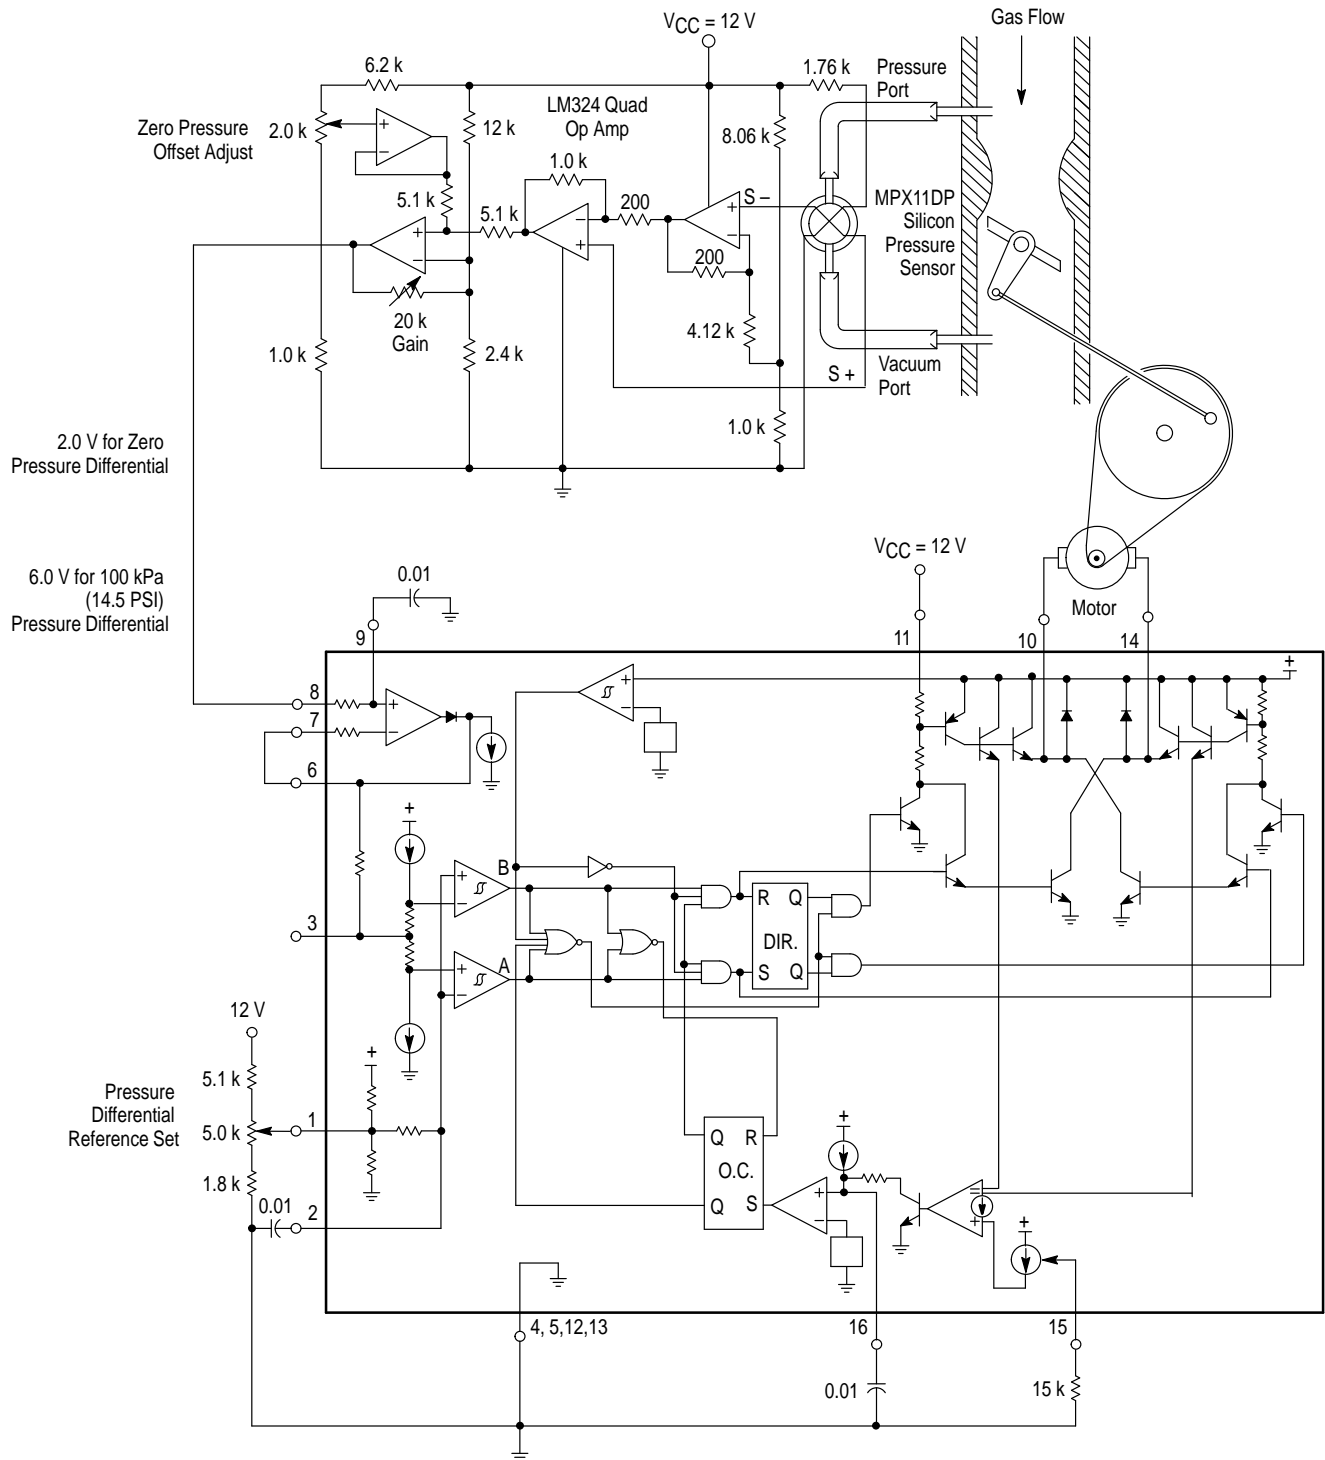 Gas Flow
VCC = 12 V
6.2 k
1.76 k
Pressure
Port
LM324 Quad
Op Amp
Zero Pressure
Offset Adjust
2.0 k
+
−
12 k
8.06 k
1.0 k
5.1 k
5.1 k
200
S −
+
−
MPX11DP
Silicon
Pressure
Sensor
+
−
−
+
200
20 k
Gain
4.12 k
1.0 k
2.4 k
Vacuum
Port
S +
1.0 k
2.0 V for Zero
Pressure Differential
VCC = 12 V
6.0 V for 100 kPa
(14.5 PSI)
Pressure Differential
0.01
Motor
9
11
10
14
+
8
+
+
−
7
−
6
+
B
+
−
3
R
Q
DIR.
S
Q
A
+
−
12 V
+
5.1 k
Pressure
Differential
Reference Set
5.0 k
1
1.8 k
0.01
2
Q
R
O.C.
Q
S
+
+
−
=
+
+
4, 5,12,13
16
15
0.01
15 k